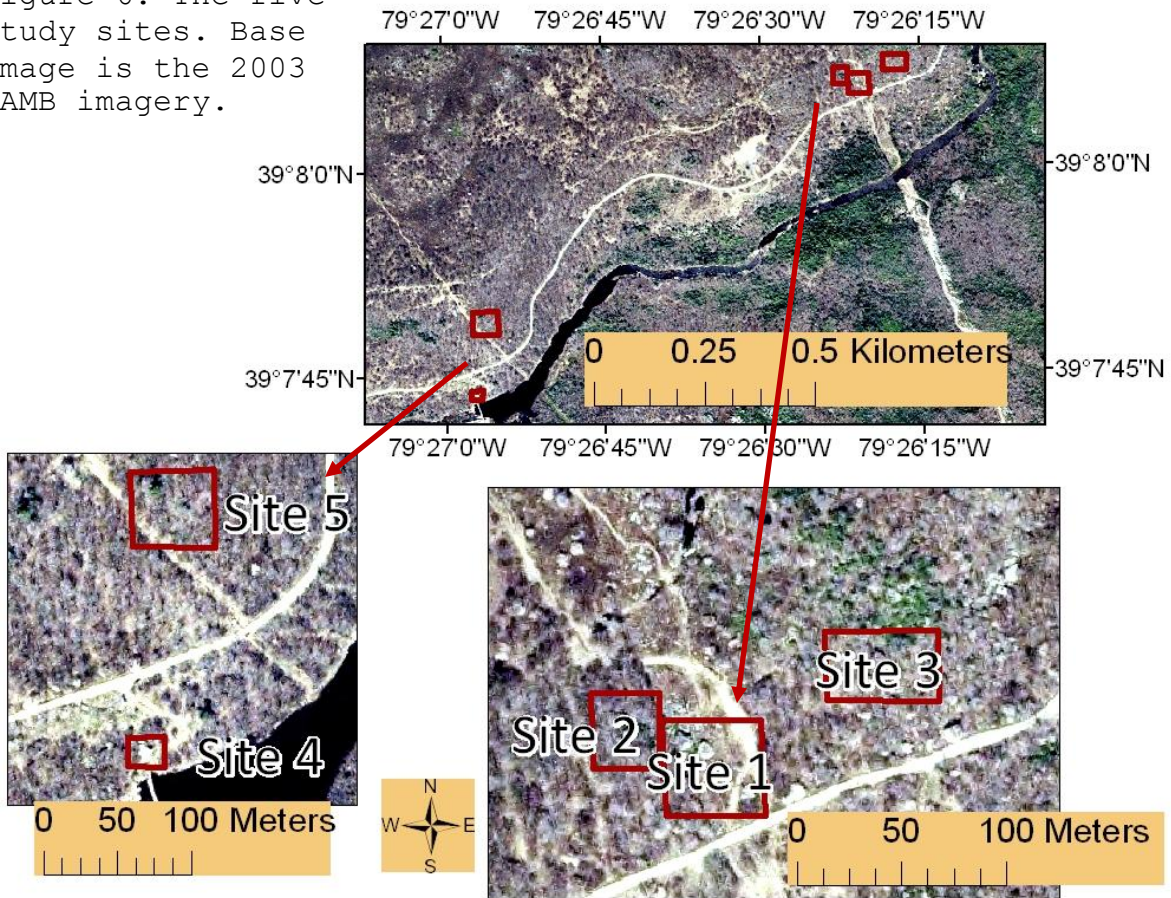 tudy sites. Base
is the 2003
imagery.
79°27'0"W 79°26'45"W 79°26'30"W 79°26'15"W
39°8'0"N 39°8'0"N
0 0.25 0.5 Kilometers
39°7'45"N 39°7'45"N
79°27'0"W 79°26'45"W 79°26'30"W 79°26'15"W
Site 5
Site 4
0 50 100 Meters
N
W E
S
Site 3
Site 2
Site 1
0 50 100 Meters